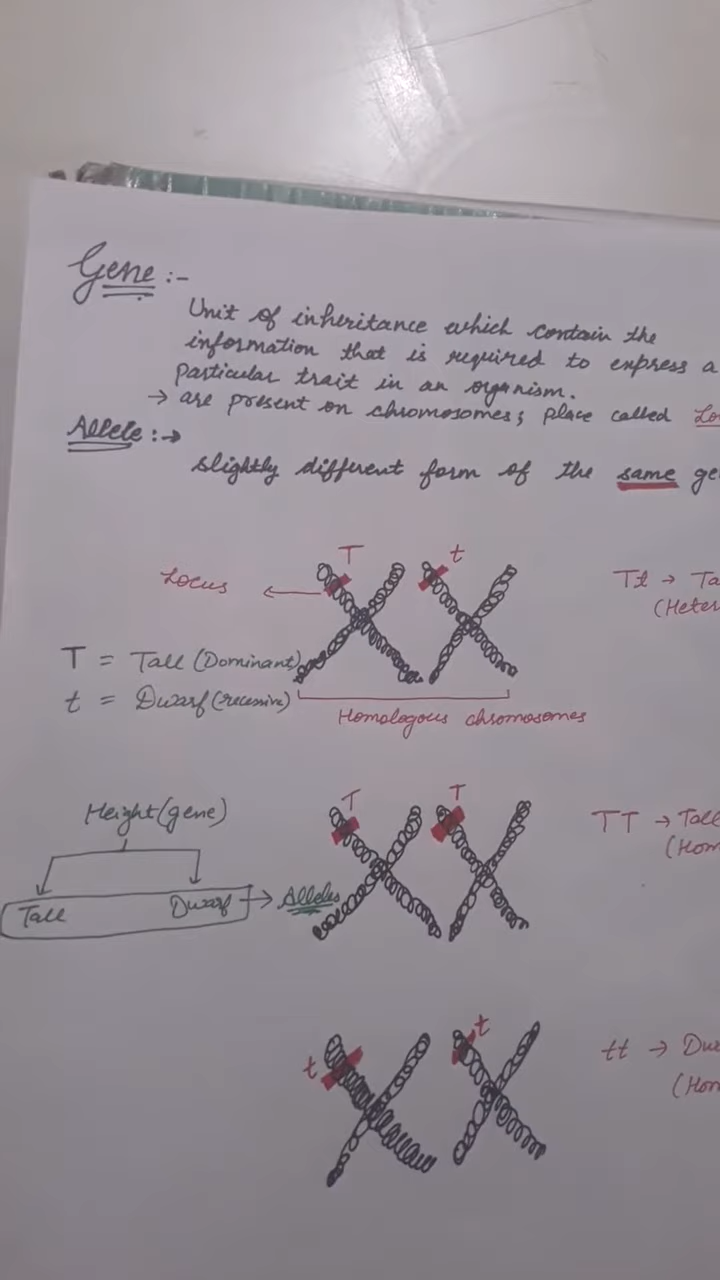 Gene :-
Unit of inheritance which contain the
information that is required to express a
particular trait in an organism.
→ are present on chromosomes; place called
Allele :→
slightly different form of the same
T t
Locus
Tt →
T = Tall (Dominant)
t = Dwarf (recessive)
Homologous chromosomes
T T
Height (gene)
TT → Tall
Tall Dwarf → Alleles
t t
tt →